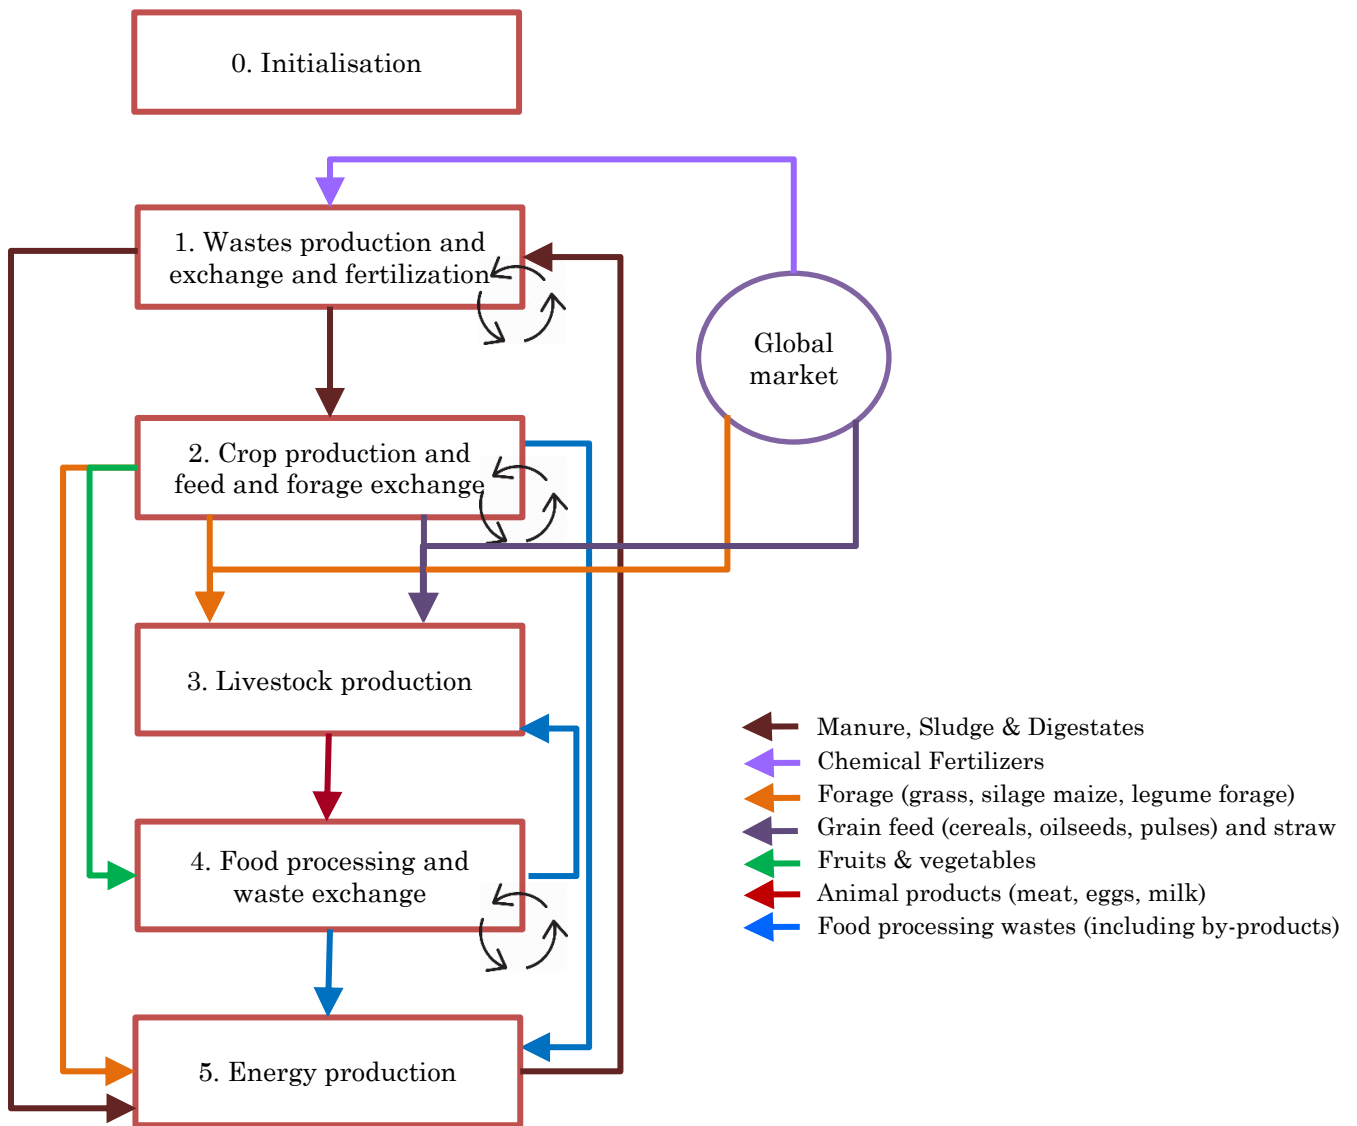 0. Initialisation
1. Wastes production and
exchange and fertilization
Global
market
2. Crop production and
feed and forage exchange
3. Livestock production
Manure, Sludge & Digestates
Chemical Fertilizers
Forage (grass, silage maize, legume forage)
Grain feed (cereals, oilseeds, pulses) and straw
Fruits & vegetables
Animal products (meat, eggs, milk)
Food processing wastes (including by-products)
4. Food processing and
waste exchange
5. Energy production